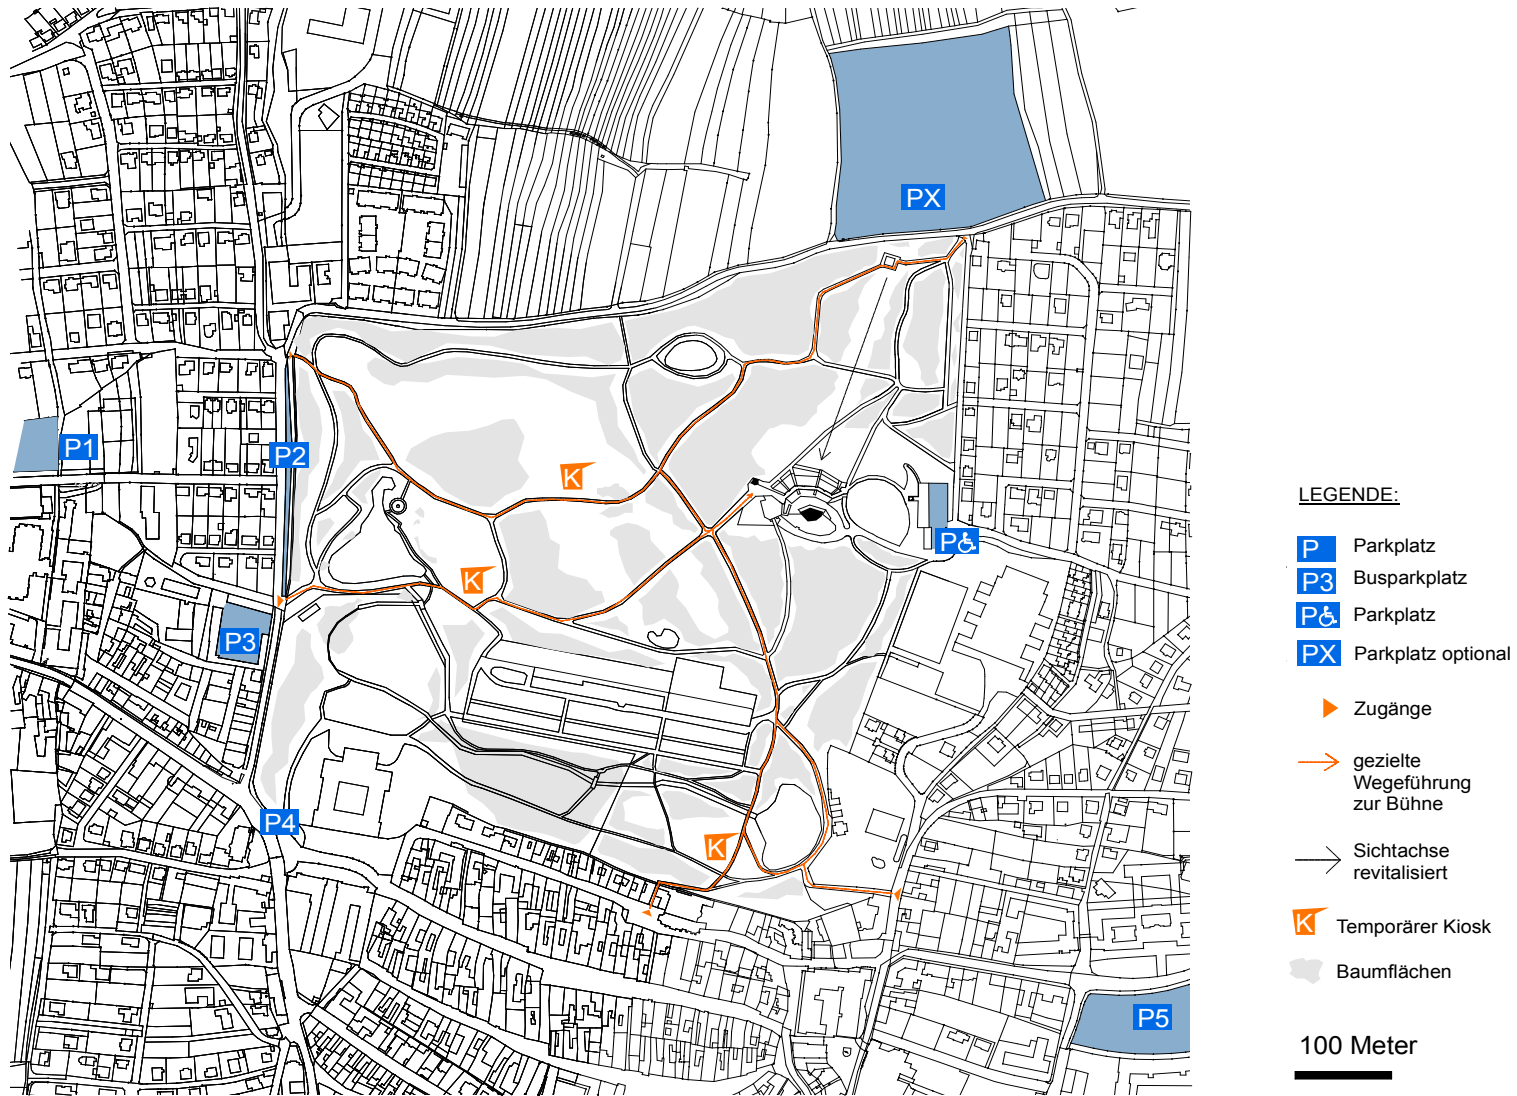 PX
P1
P2
K
P♿
K
P3
P4
K
P5
LEGENDE:
P Parkplatz
P3 Busparkplatz
P♿ Parkplatz
PX Parkplatz optional
Zugänge
gezielte
Wegeführung
zur Bühne
Sichtachse
revitalisiert
K Temporärer Kiosk
Baumflächen
100 Meter